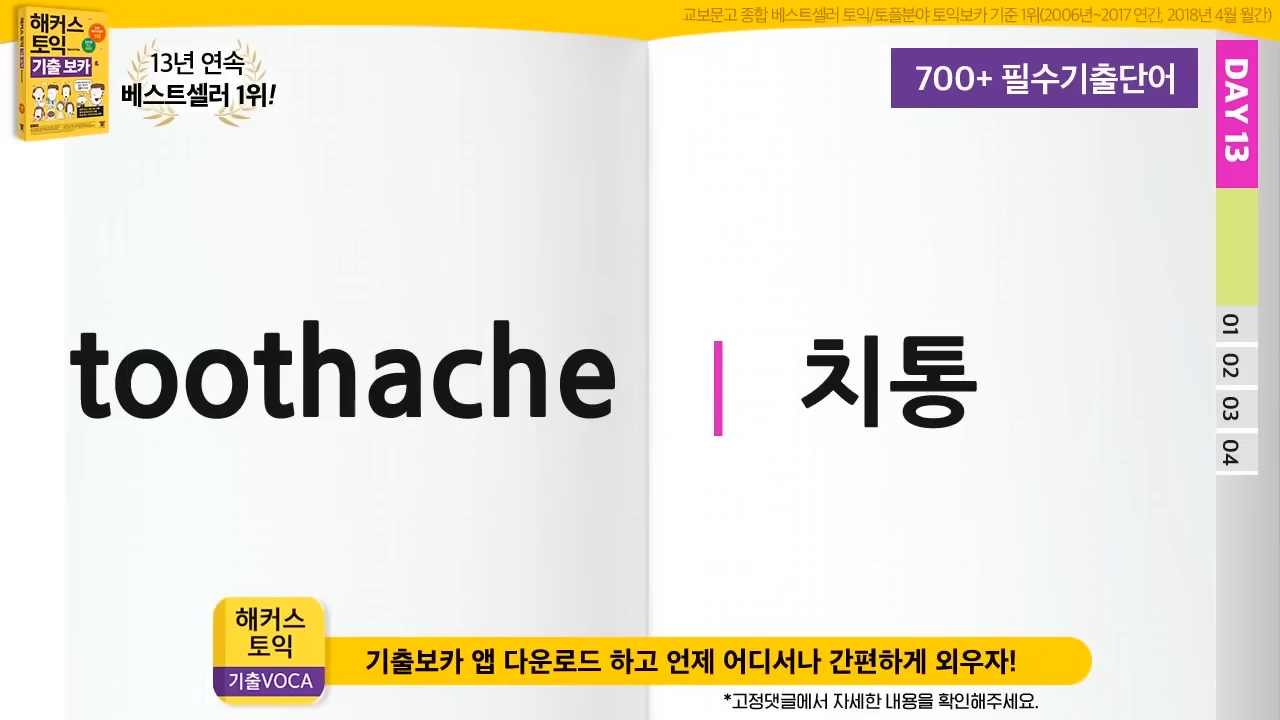 교보문고 종합 베스트셀러 토익/토플분야 토익보카 기준 1위(2006년~2017 연간, 2018년 4월 월간)
해커스
토익
기출 보카
13년 연속
베스트셀러 1위!
700+ 필수기출단어
DAY 13
toothache
치통
01
02
03
04
해커스
토익
기출VOCA
기출보카 앱 다운로드 하고 언제 어디서나 간편하게 외우자!
*고정댓글에서 자세한 내용을 확인해주세요.